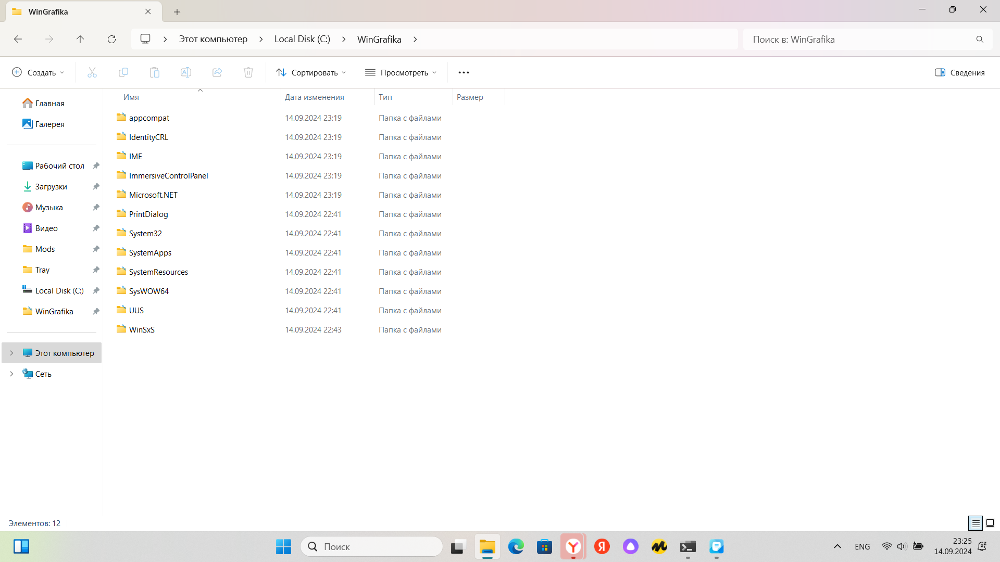 WinGrafika
Этот компьютер Local Disk (C:) WinGrafika
Поиск в: WinGrafika
Создать Сортировать Просмотреть Сведения
Имя Дата изменения Тип Размер
appcompat 14.09.2024 23:19 Папка с файлами
IdentityCRL 14.09.2024 23:19 Папка с файлами
IME 14.09.2024 23:19 Папка с файлами
ImmersiveControlPanel 14.09.2024 23:19 Папка с файлами
Microsoft.NET 14.09.2024 23:19 Папка с файлами
PrintDialog 14.09.2024 22:41 Папка с файлами
System32 14.09.2024 22:41 Папка с файлами
SystemApps 14.09.2024 22:41 Папка с файлами
SystemResources 14.09.2024 22:41 Папка с файлами
SysWOW64 14.09.2024 22:41 Папка с файлами
UUS 14.09.2024 22:41 Папка с файлами
WinSxS 14.09.2024 22:43 Папка с файлами
Главная
Галерея
Рабочий стол
Загрузки
Музыка
Видео
Mods
Tray
Local Disk (C:)
WinGrafika
Этот компьютер
Сеть
Элементов: 12
Поиск
ENG
23:25
14.09.2024